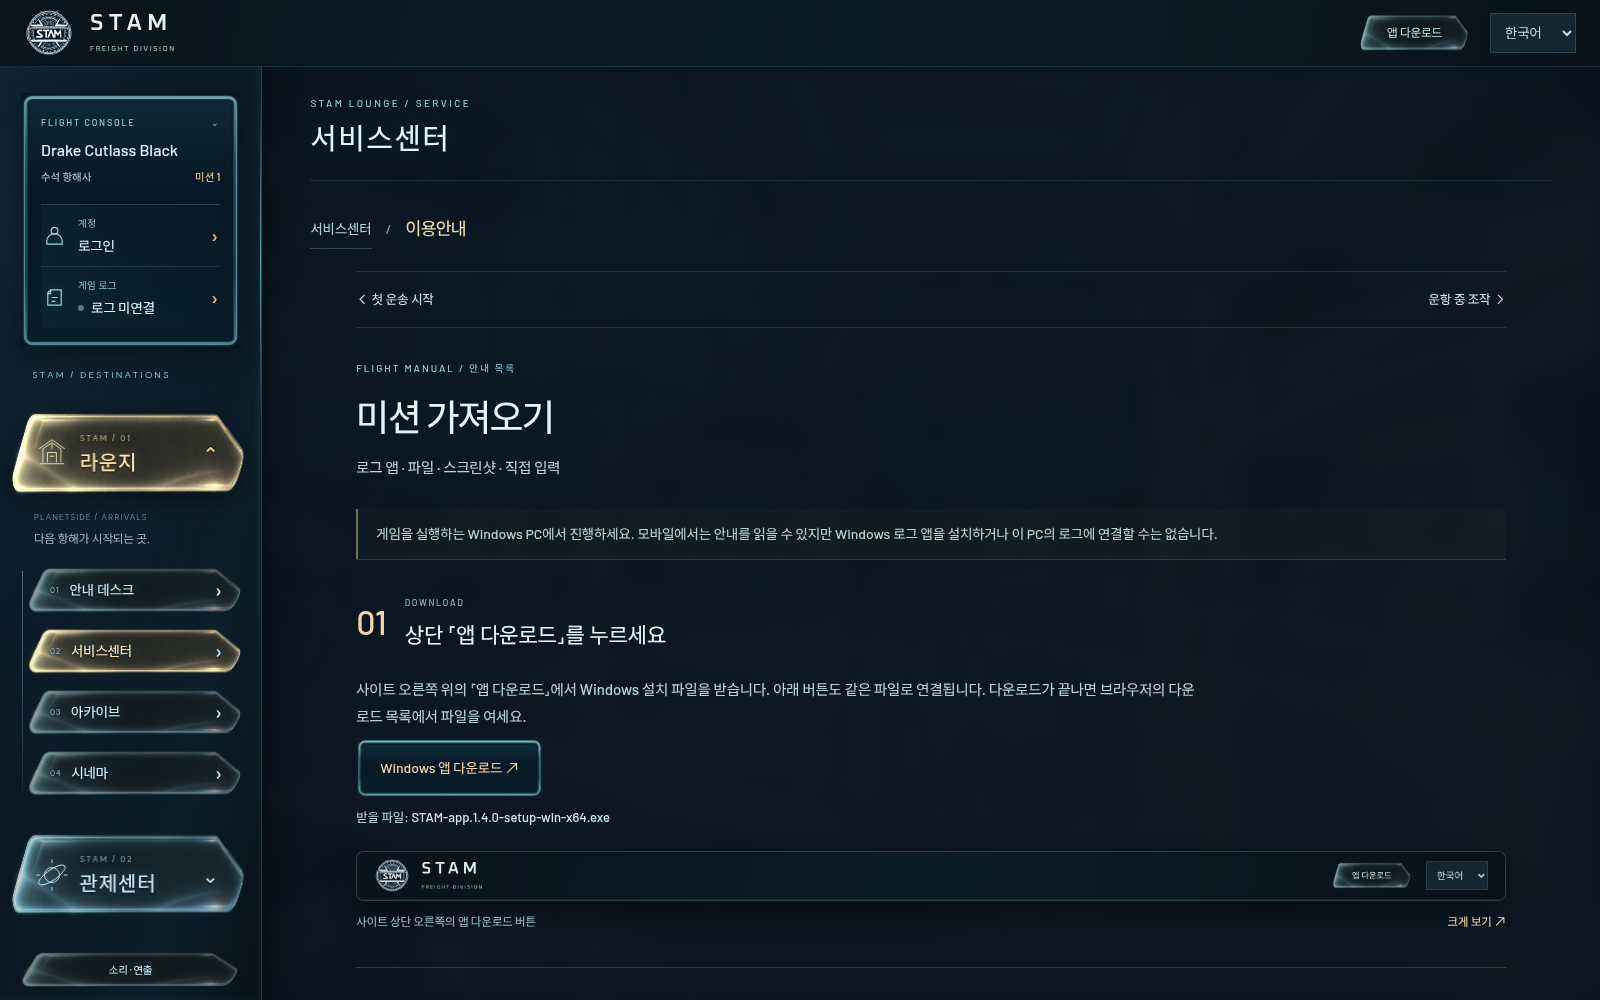 STAM
STAM
FREIGHT DIVISION
앱 다운로드
한국어
FLIGHT CONSOLE
Drake Cutlass Black
수석 항해사
미션 1
계정
로그인
게임 로그
로그 미연결
STAM / DESTINATIONS
STAM / 01
라운지
PLANETSIDE / ARRIVALS
다음 항해가 시작되는 곳.
01 안내 데스크
02 서비스센터
03 아카이브
04 시네마
STAM / 02
관제센터
소리·연출
STAM LOUNGE / SERVICE
서비스센터
서비스센터 / 이용안내
첫 운송 시작
운항 중 조작
FLIGHT MANUAL / 안내 목록
미션 가져오기
로그 앱 · 파일 · 스크린샷 · 직접 입력
게임을 실행하는 Windows PC에서 진행하세요. 모바일에서는 안내를 읽을 수 있지만 Windows 로그 앱을 설치하거나 이 PC의 로그에 연결할 수는 없습니다.
01
DOWNLOAD
상단 「앱 다운로드」를 누르세요
사이트 오른쪽 위의 「앱 다운로드」에서 Windows 설치 파일을 받습니다. 아래 버튼도 같은 파일로 연결됩니다. 다운로드가 끝나면 브라우저의 다운
로드 목록에서 파일을 여세요.
Windows 앱 다운로드 ↗
받을 파일: STAM-app.1.4.0-setup-win-x64.exe
STAM
STAM
FREIGHT DIVISION
앱 다운로드
한국어
사이트 상단 오른쪽의 앱 다운로드 버튼
크게 보기 ↗